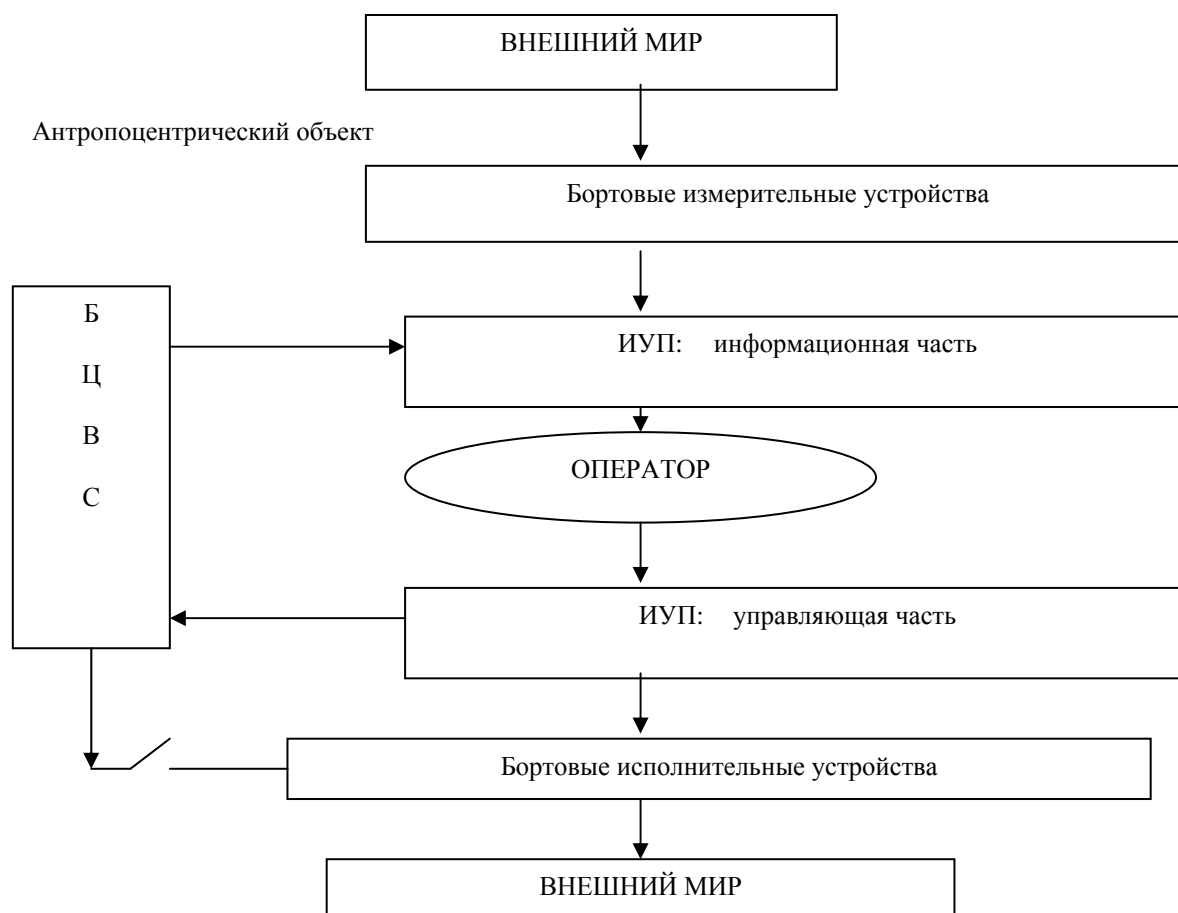 ВНЕШНИЙ МИР
Антропоцентрический объект
Бортовые измерительные устройства
Б
Ц
В
С
ИУП: информационная часть
ОПЕРАТОР
ИУП: управляющая часть
Бортовые исполнительные устройства
ВНЕШНИЙ МИР